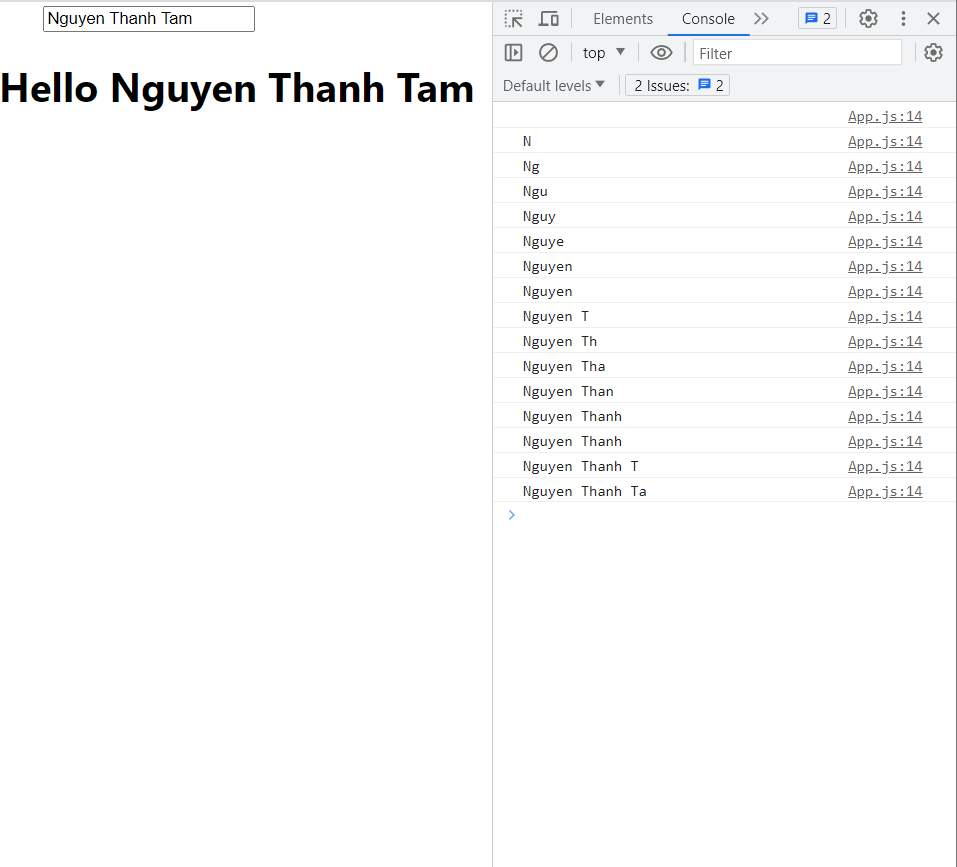 Nguyen Thanh Tam
Hello Nguyen Thanh Tam
Elements Console 2
top Filter
Default levels 2 Issues: 2
App.js:14
N App.js:14
Ng App.js:14
Ngu App.js:14
Nguy App.js:14
Nguye App.js:14
Nguyen App.js:14
Nguyen App.js:14
Nguyen T App.js:14
Nguyen Th App.js:14
Nguyen Tha App.js:14
Nguyen Than App.js:14
Nguyen Thanh App.js:14
Nguyen Thanh App.js:14
Nguyen Thanh T App.js:14
Nguyen Thanh Ta App.js:14